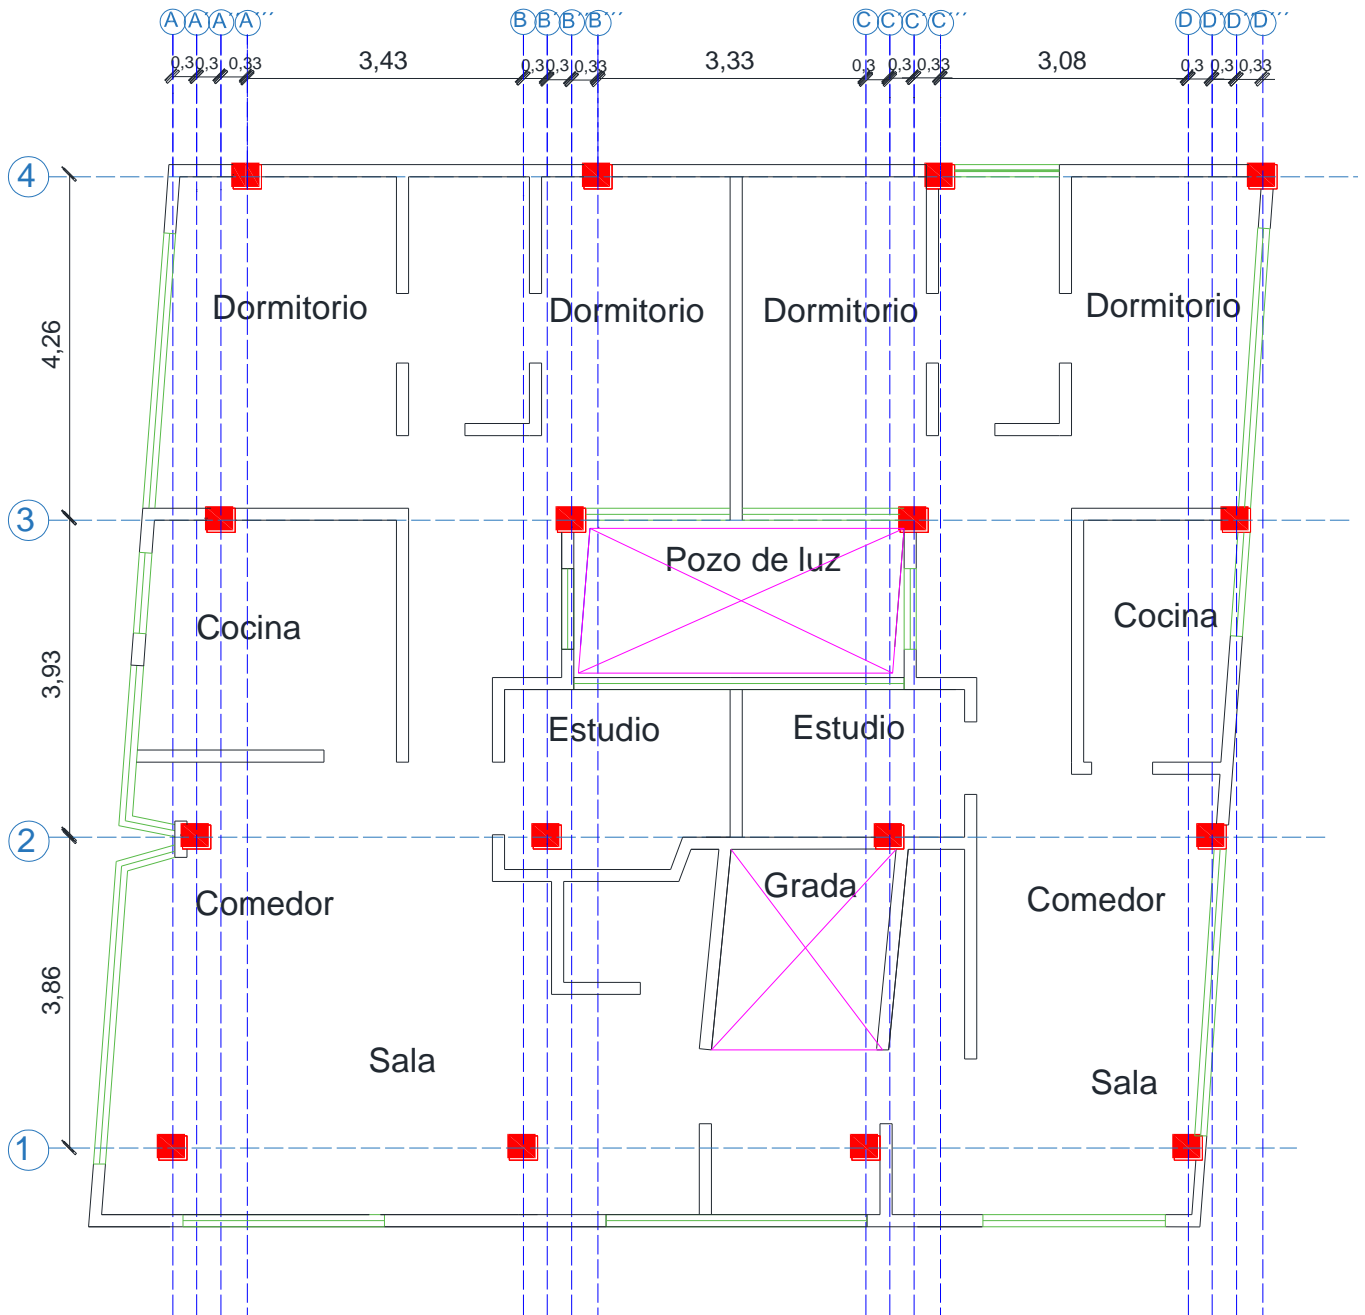 A A´ A´´ A´´´ B B´ B´´ B´´´ C C´ C´´ C´´´ D D´ D´´ D´´´
0,3 0,3 0,33 3,43 0,3 0,3 0,33 3,33 0,3 0,3 0,33 3,08 0,3 0,3 0,33
4
Dormitorio Dormitorio Dormitorio Dormitorio
4,26
3
Pozo de luz
Cocina Cocina
3,93
Estudio Estudio
2
Grada
Comedor Comedor
3,86
Sala Sala
1